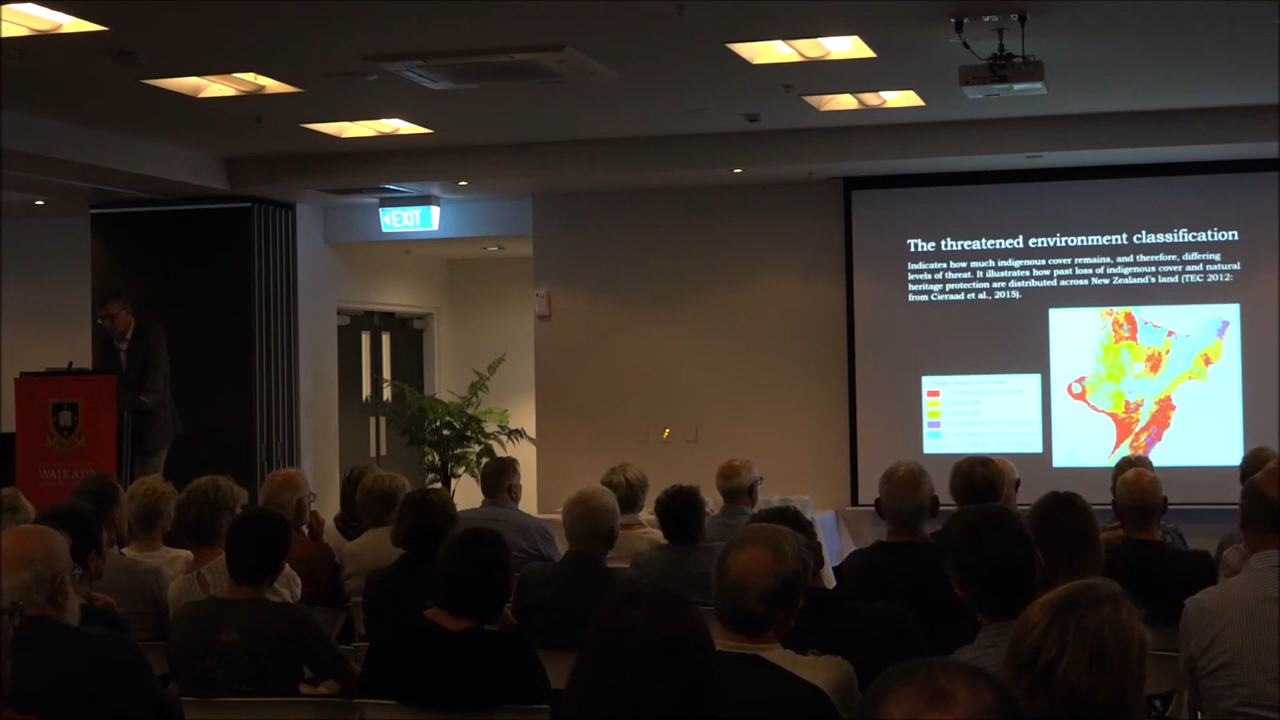 EXIT
The threatened environment classification
Indicates how much indigenous cover remains, and therefore, differing
levels of threat. It illustrates how past loss of indigenous cover and natural
heritage protection are distributed across New Zealand's land (TEC 2012:
from Cieraad et al., 2015).
WAIKATO